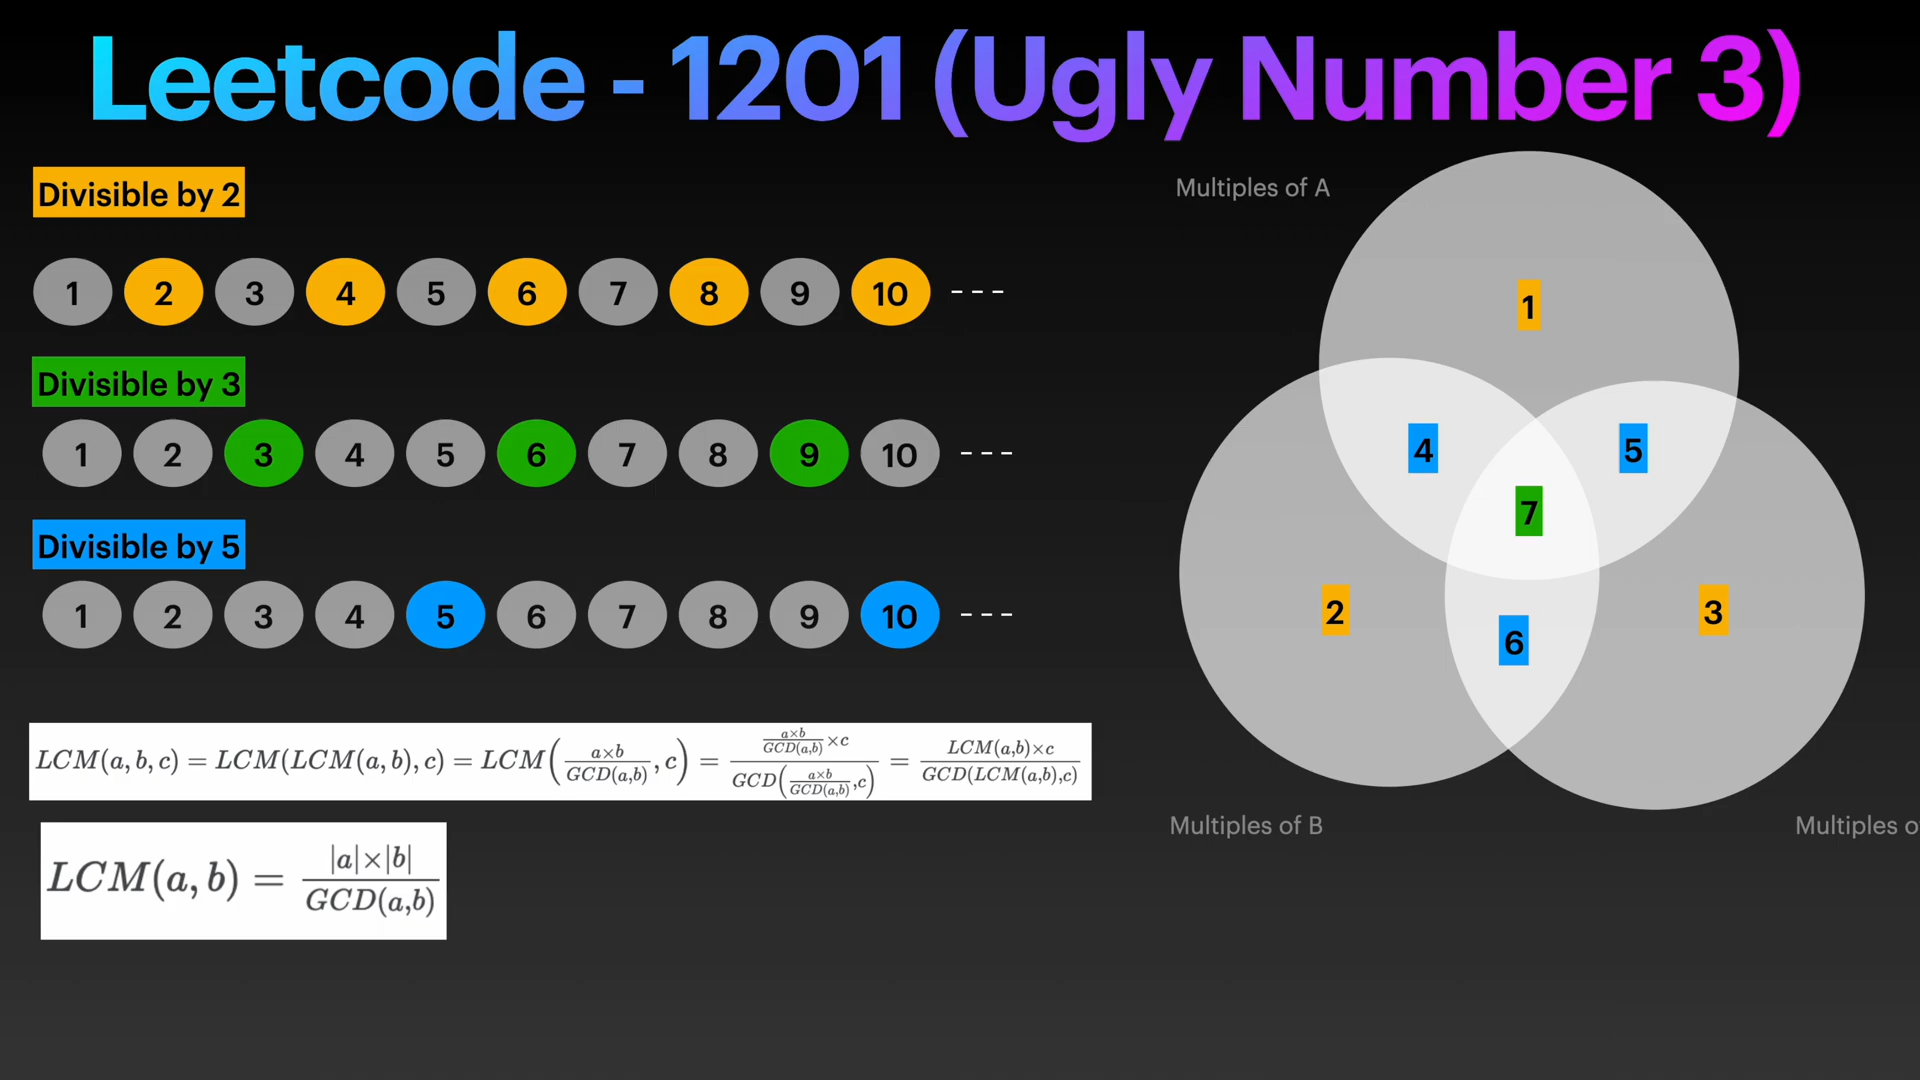 Leetcode - 1201 (Ugly Number 3)
Divisible by 2
1 2 3 4 5 6 7 8 9 10 ---
Divisible by 3
1 2 3 4 5 6 7 8 9 10 ---
Divisible by 5
1 2 3 4 5 6 7 8 9 10 ---
LCM(a, b, c) = LCM(LCM(a, b), c) = LCM(a×b/GCD(a,b), c) = (a×b/GCD(a,b) ×c)/GCD(a×b/GCD(a,b), c) = LCM(a,b)×c/GCD(LCM(a,b),c)
LCM(a, b) = |a|×|b|/GCD(a,b)
Multiples of A
1
4
5
7
2
3
6
Multiples of B
Multiples